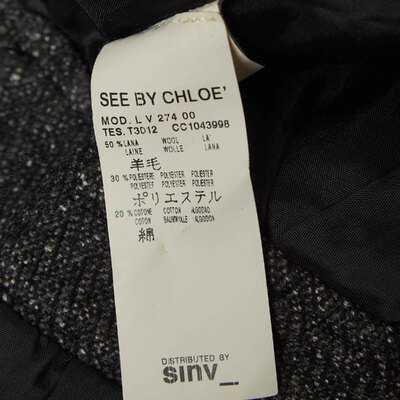 SEE BY CHLOE'
MOD. L V 274 00
TES. T3012 CC1043998
50 % LANA WOOL LA'
LAINE WOLLE LANA
羊毛
30 % POLIESTERE POLYESTER POLIESTER
POLYESTER POLYESTER POLIESTER
ポリエステル
20 % COTONE COTTON ALGODAO
COTON BAUMWOLLE ALGODON
綿
DISTRIBUTED BY
sinv_